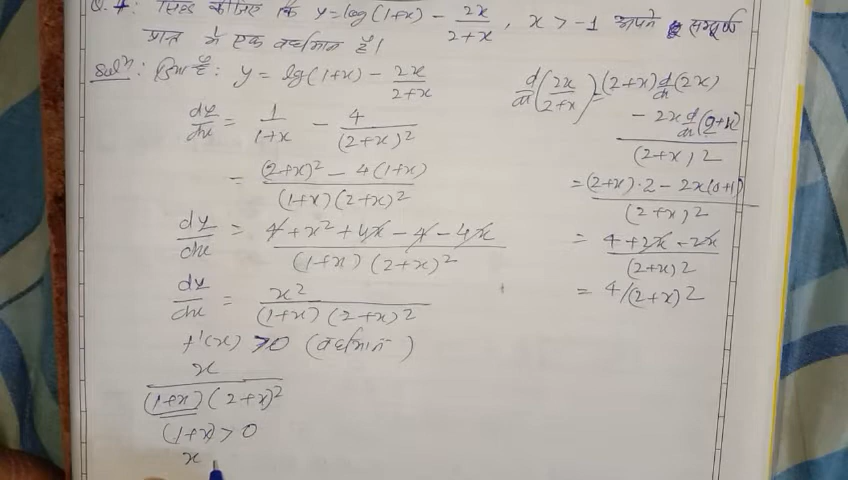 Q.4: सिद्ध कीजिए कि y = log(1+x) - 2x/(2+x), x > -1 अपने सम्पूर्ण
प्रांत में एक वर्धमान है।
Solⁿ: दिया है: y = log(1+x) - 2x/(2+x)
dy/dx = 1/(1+x) - 4/(2+x)²
= ((2+x)² - 4(1+x))/((1+x)(2+x)²)
dy/dx = (4+x²+4x-4-4x)/((1+x)(2+x)²)
dy/dx = x²/((1+x)(2+x)²)
f'(x) >0 (वर्धमान)
x/((1+x)(2+x)²)
(1+x) > 0
x
d/dx(2x/(2+x)) = ((2+x) d/dx(2x)
- 2x d/dx(2+x))/(2+x)2
= ((2+x)·2 - 2x(0+1))/(2+x)2
= (4+2x-2x)/(2+x)2
= 4/(2+x)2